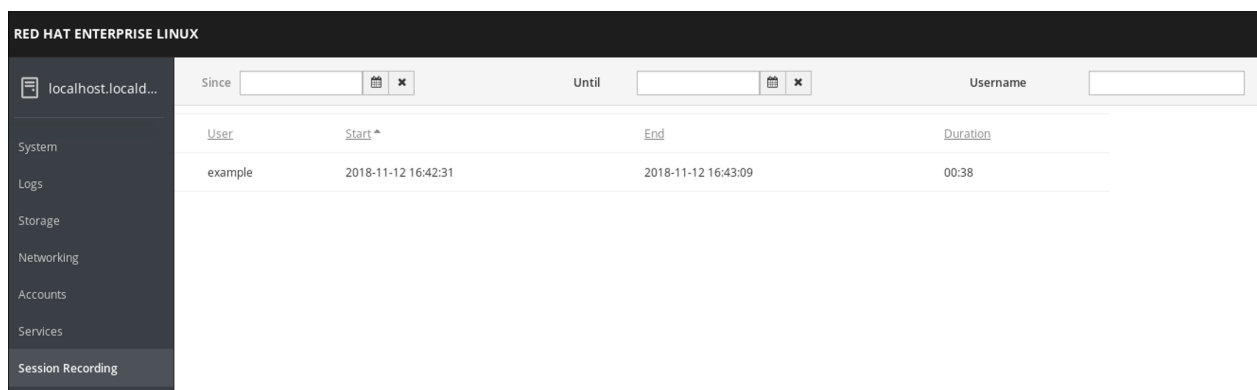 RED HAT ENTERPRISE LINUX
localhost.locald...
System
Logs
Storage
Networking
Accounts
Services
Session Recording
Since
Until
Username
User Start End Duration
example 2018-11-12 16:42:31 2018-11-12 16:43:09 00:38